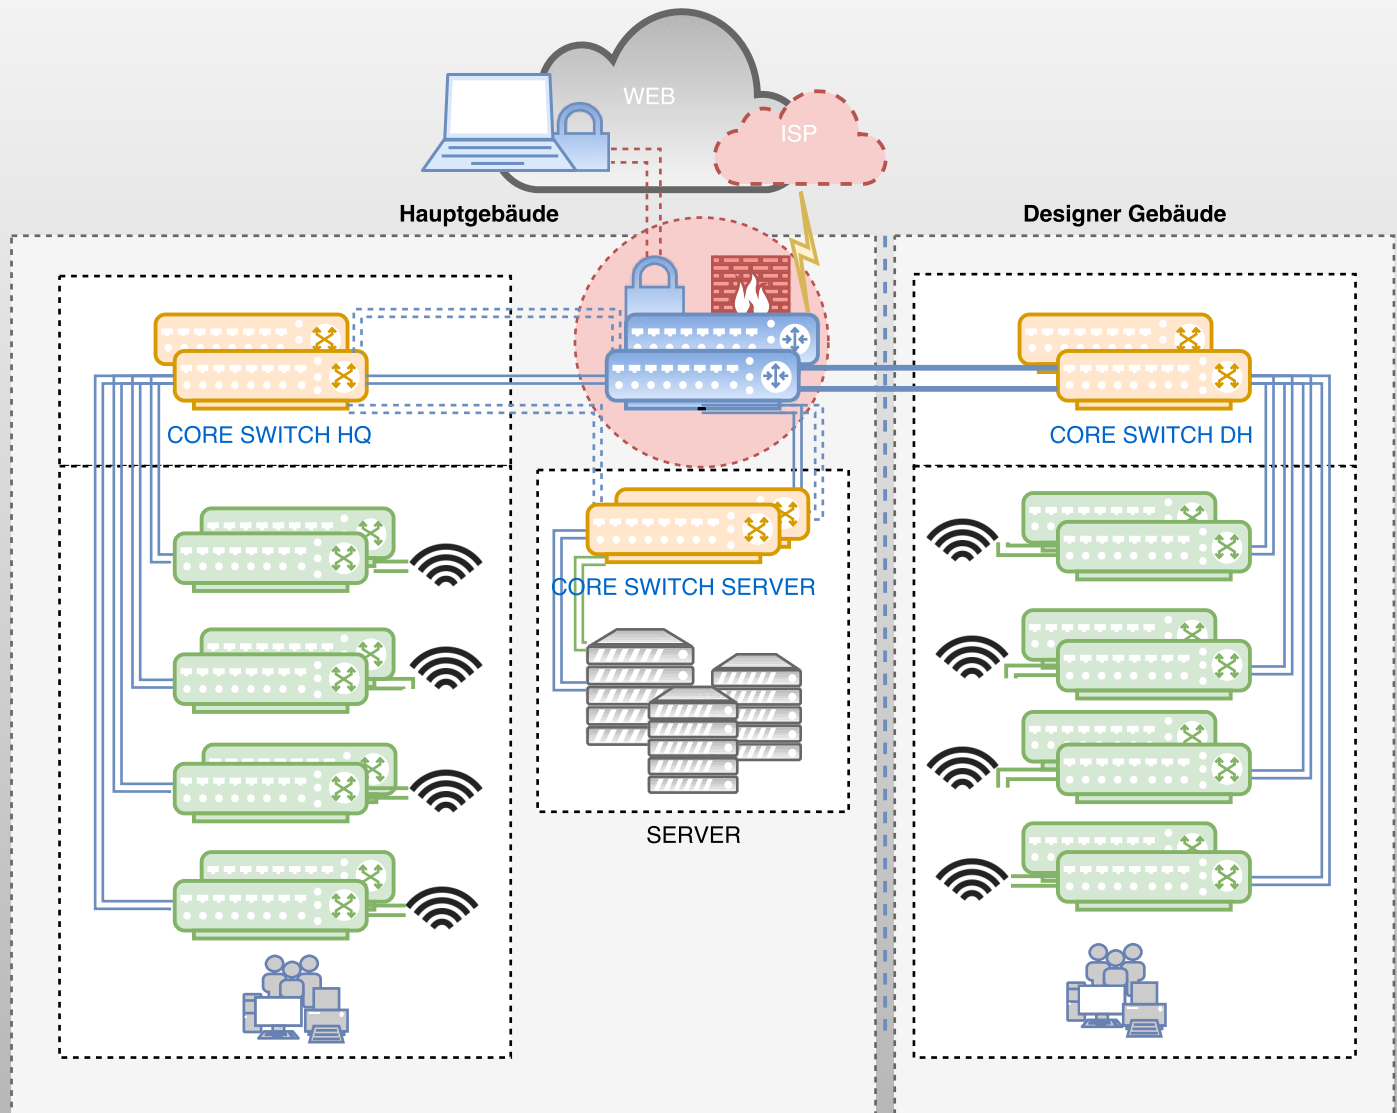 WEB
ISP
Hauptgebäude
Designer Gebäude
CORE SWITCH HQ
CORE SWITCH DH
CORE SWITCH SERVER
SERVER